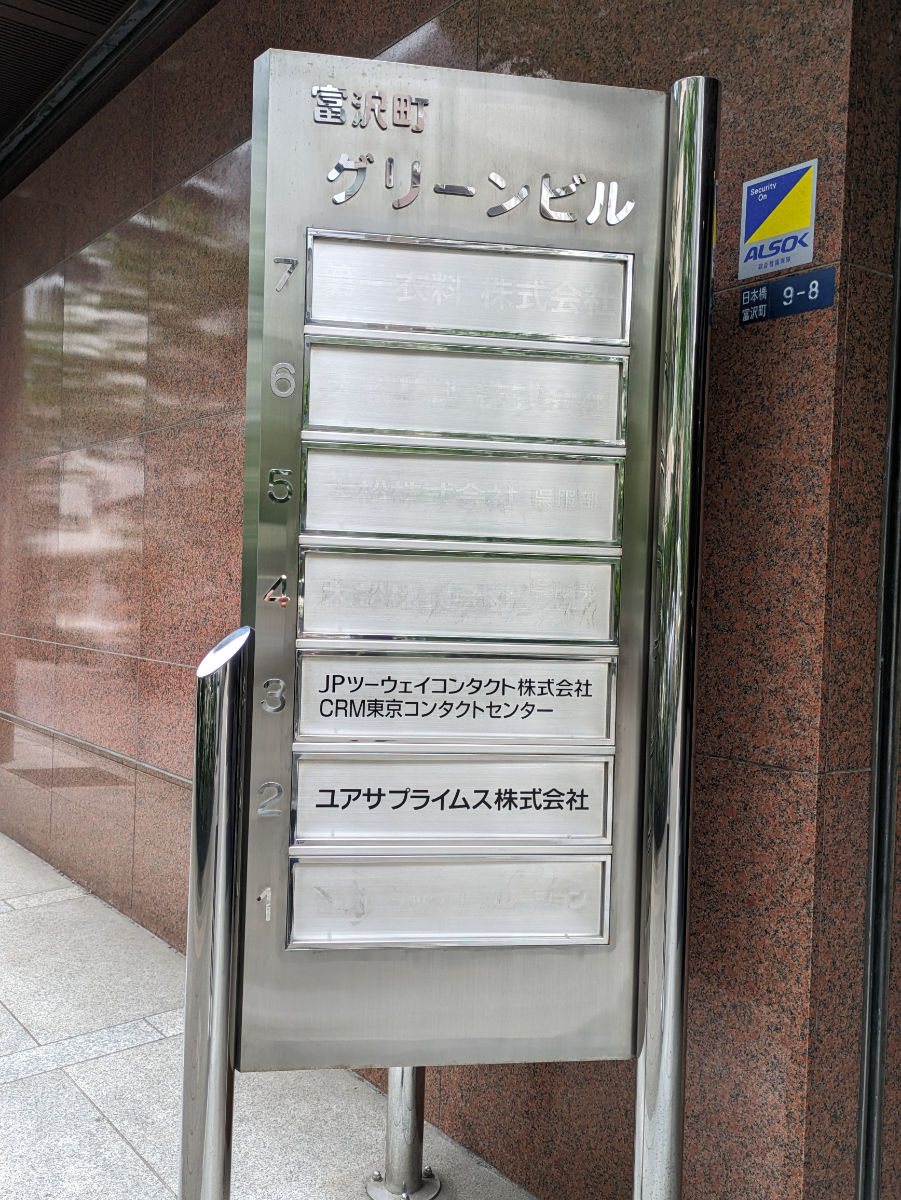 富沢町
グリーンビル
7
6
5
4
3
JPツーウェイコンタクト株式会社
CRM東京コンタクトセンター
2
ユアサプライムス株式会社
1
Security
On
ALSOK
日本橋
富沢町
9-8